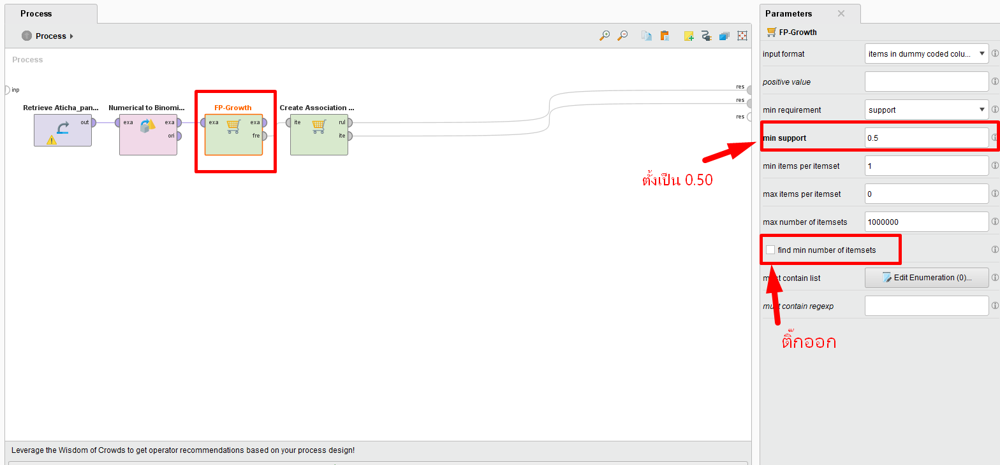 Process
Process
Process
inp
res
res
res
Retrieve Aticha_pan...
out
Numerical to Binomi...
exa
exa
ori
FP-Growth
exa
exa
fre
Create Association ...
ite
rul
ite
ตั้งเป็น 0.50
Leverage the Wisdom of Crowds to get operator recommendations based on your process design!
Parameters
FP-Growth
input format
items in dummy coded colu...
positive value
min requirement
support
min support
0.5
min items per itemset
1
max items per itemset
0
max number of itemsets
1000000
find min number of itemsets
must contain list
Edit Enumeration (0)...
must contain regexp
ติ๊กออก